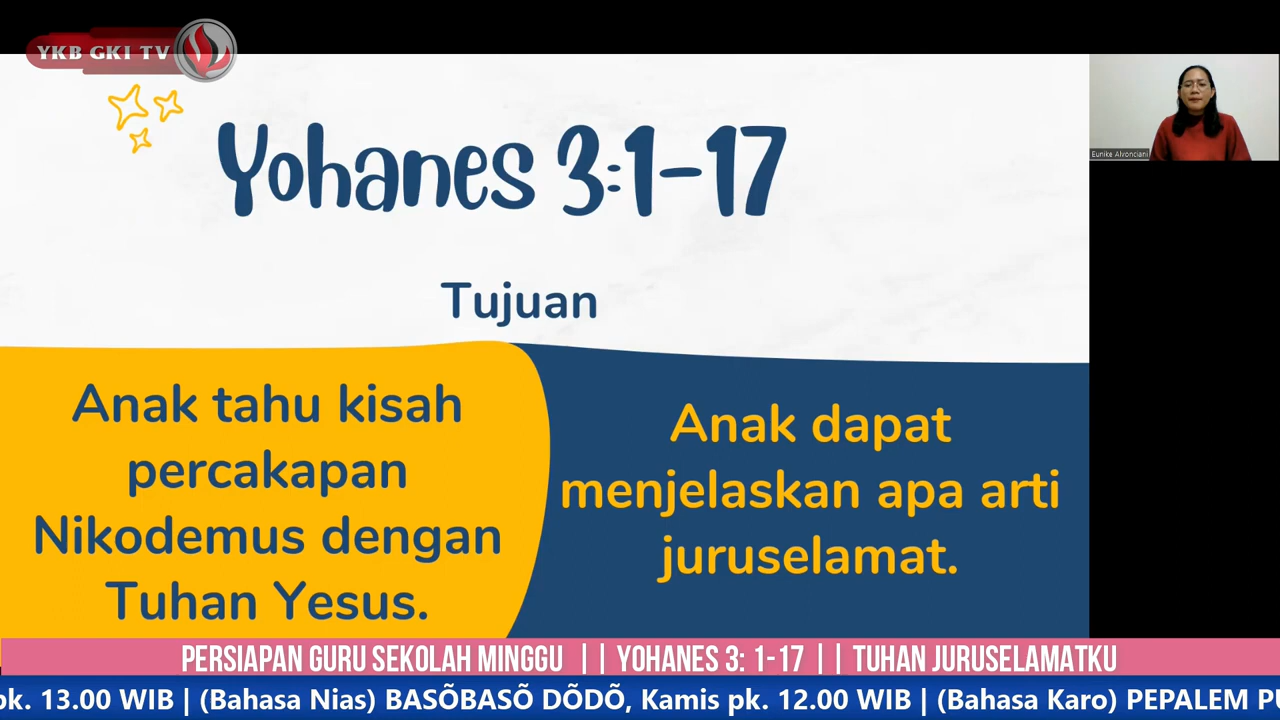 YKB GKI TV
Yohanes 3:1-17
Tujuan
Anak tahu kisah
percakapan
Nikodemus dengan
Tuhan Yesus.
Anak dapat
menjelaskan apa arti
juruselamat.
Eunike Alvonciani
PERSIAPAN GURU SEKOLAH MINGGU || YOHANES 3: 1-17 || TUHAN JURUSELAMATKU
pk. 13.00 WIB | (Bahasa Nias) BASÕBASÕ DÕDÕ, Kamis pk. 12.00 WIB | (Bahasa Karo) PEPALEM